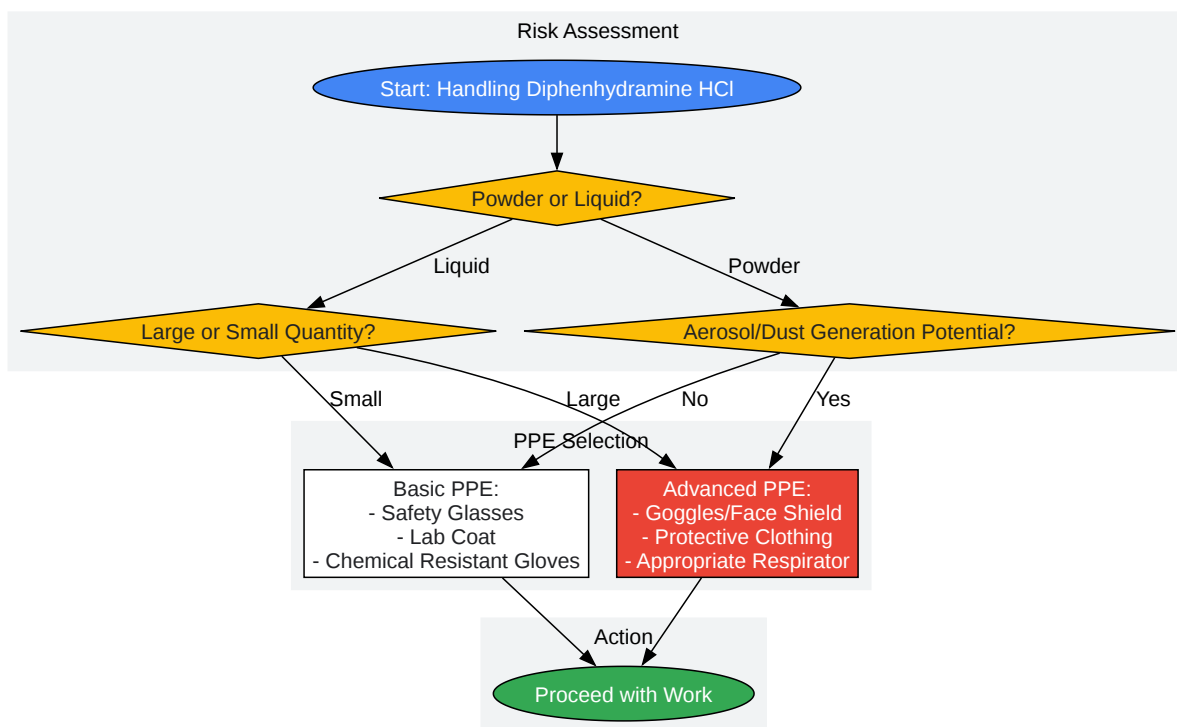 Risk Assessment
Start: Handling Diphenhydramine HCl
Powder or Liquid?
Liquid
Powder
Large or Small Quantity?
Aerosol/Dust Generation Potential?
Small
Large
No
Yes
PPE Selection
Basic PPE:
- Safety Glasses
- Lab Coat
- Chemical Resistant Gloves
Advanced PPE:
- Goggles/Face Shield
- Protective Clothing
- Appropriate Respirator
Action
Proceed with Work